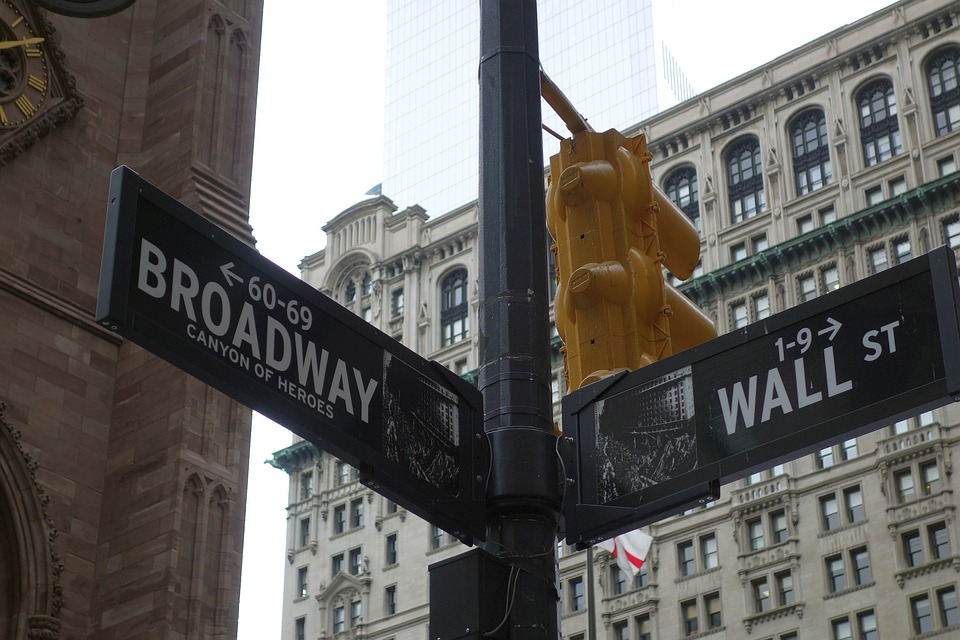 ← 60-69
BROADWAY
CANYON OF HEROES
1-9 →
WALL ST